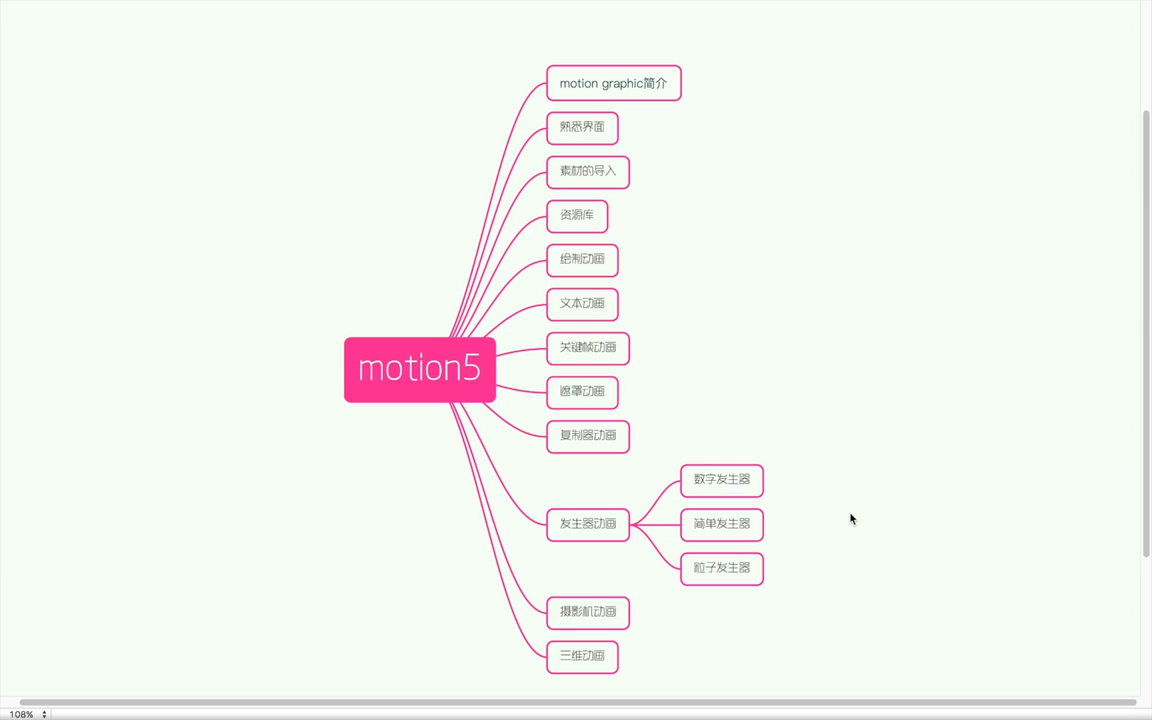 motion graphic简介
熟悉界面
素材的导入
资源库
绘制动画
文本动画
关键帧动画
motion5
遮罩动画
复制器动画
数字发生器
发生器动画
简单发生器
粒子发生器
摄影机动画
三维动画
108%